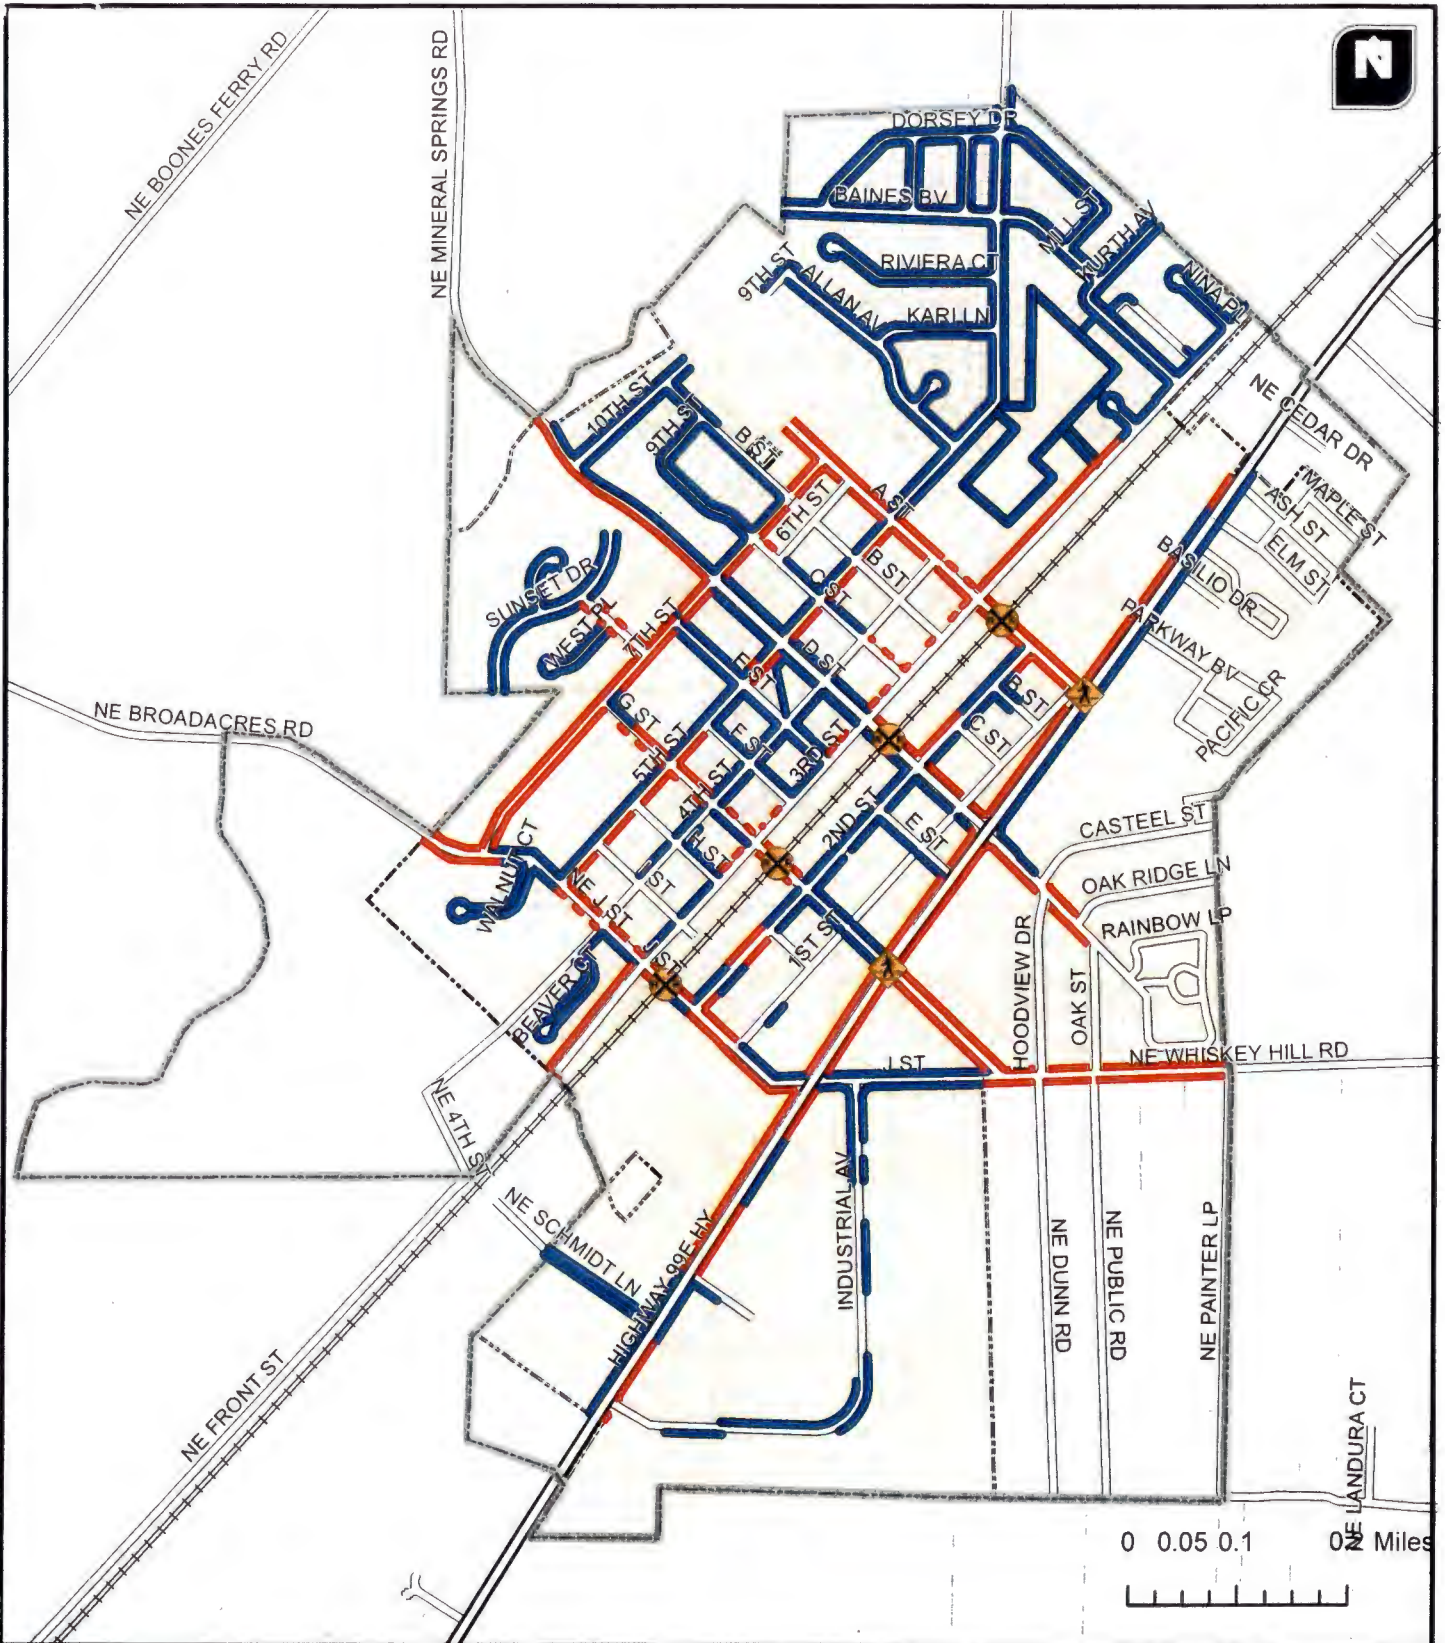 N
NE BOONES FERRY RD
NE MINERAL SPRINGS RD
DORSEY DR
BAINES BV
MILL ST
KURTH AV
RIVIERA CT
NINA PL
9TH ST
ALLAN AV
KARI LN
NE CEDAR DR
10TH ST
9TH ST
B ST
MAPLE ST
ASH ST
A ST
6TH ST
ELM ST
BASILIO DR
B ST
C ST
SUNSET DR
WEST PL
7TH ST
PARKWAY BV
D ST
E ST
B ST
PACIFIC CR
NE BROADACRES RD
G ST
C ST
F ST
5TH ST
3RD ST
4TH ST
2ND ST
CASTEEL ST
E ST
WALNUT CT
H ST
I ST
OAK RIDGE LN
NE J ST
RAINBOW LP
1ST ST
J ST
HOODVIEW DR
OAK ST
BEAVER CT
J ST
NE WHISKEY HILL RD
NE 4TH ST
INDUSTRIAL AV
NE SCHMIDT LN
HIGHWAY 99E HY
NE DUNN RD
NE PUBLIC RD
NE PAINTER LP
NE FRONT ST
NE LANDURA CT
0 0.05 0.1 0.2 Miles